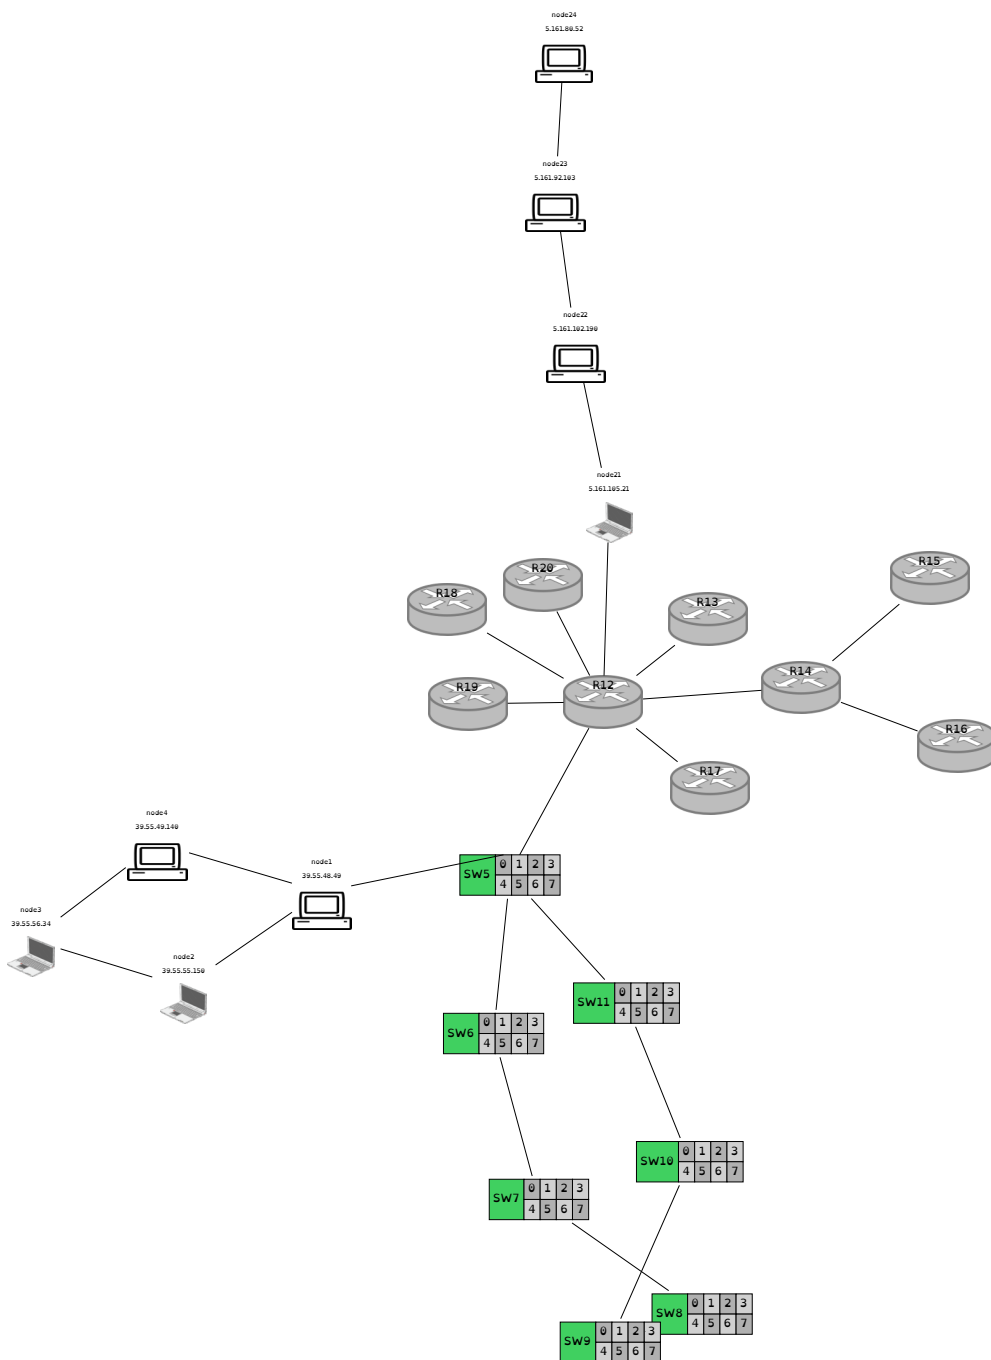 node24
5.161.80.52
node23
5.161.92.103
node22
5.161.102.190
node21
5.161.105.21
R20
R15
R18
R13
R14
R12
R19
R16
R17
node4
39.55.49.140
node1
39.55.48.49
SW5 0 1 2 3
4 5 6 7
node3
39.55.56.34
node2
39.55.55.150
SW11 0 1 2 3
4 5 6 7
SW6 0 1 2 3
4 5 6 7
SW10 0 1 2 3
4 5 6 7
SW7 0 1 2 3
4 5 6 7
SW8 0 1 2 3
4 5 6 7
SW9 0 1 2 3
4 5 6 7